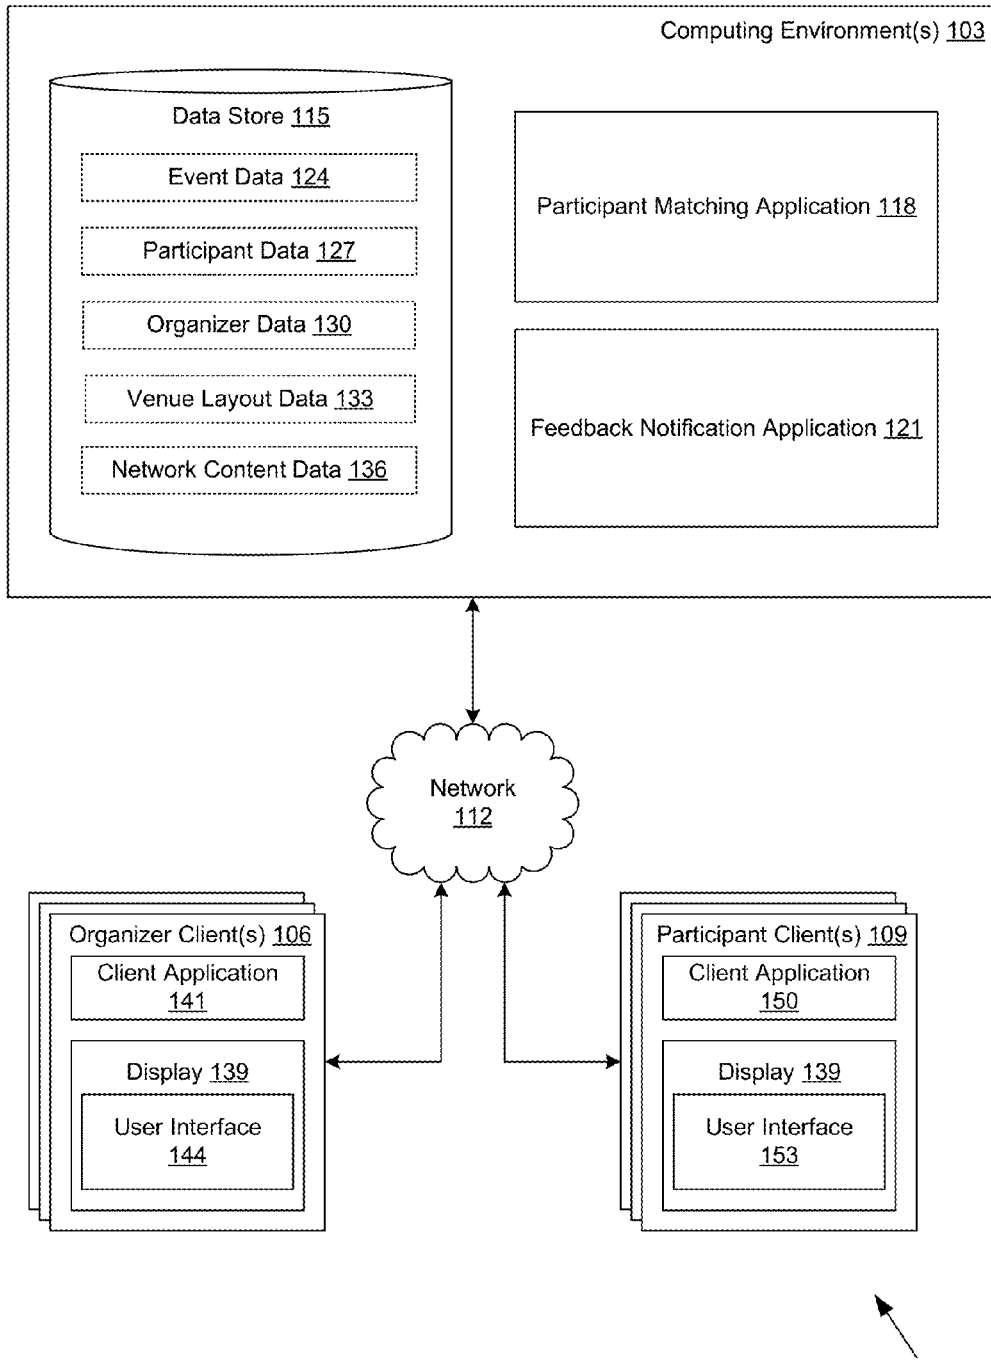 Computing Environment(s) 103
Data Store 115
Event Data 124
Participant Data 127
Organizer Data 130
Venue Layout Data 133
Network Content Data 136
Participant Matching Application 118
Feedback Notification Application 121
Network
112
Organizer Client(s) 106
Client Application
141
Display 139
User Interface
144
Participant Client(s) 109
Client Application
150
Display 139
User Interface
153